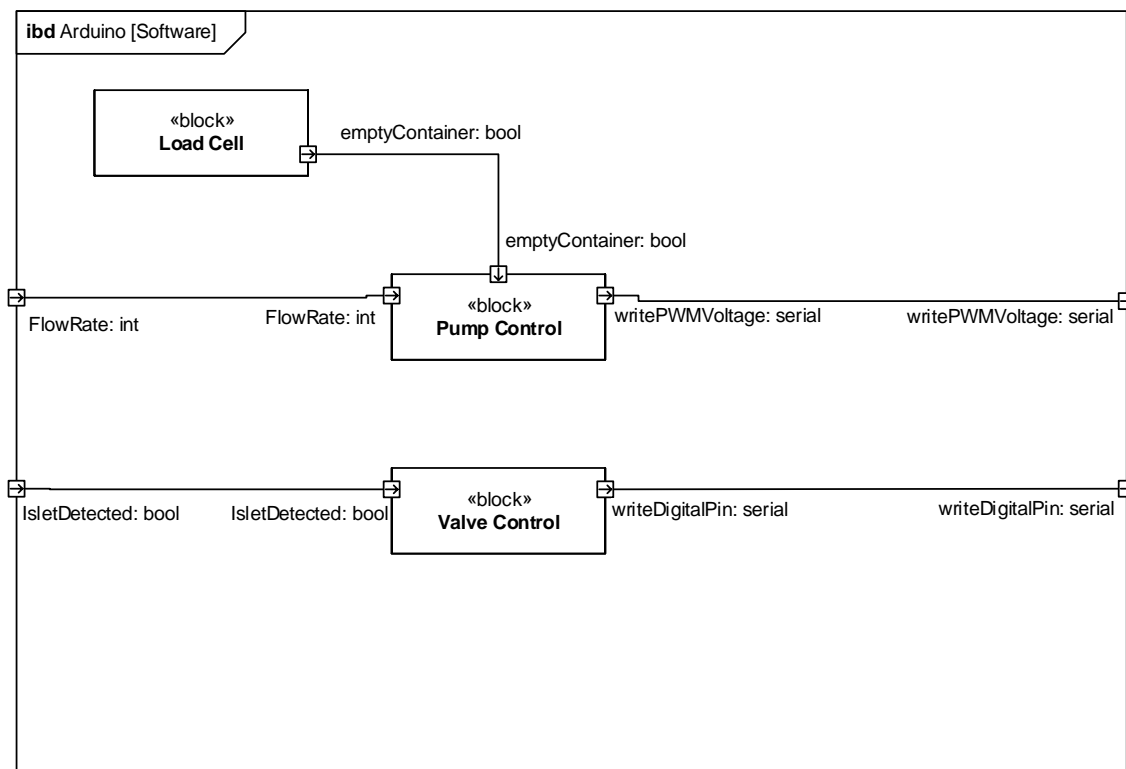 ibd Arduino [Software]
«block»
Load Cell
emptyContainer: bool
emptyContainer: bool
FlowRate: int
FlowRate: int
«block»
Pump Control
writePWMVoltage: serial
writePWMVoltage: serial
IsletDetected: bool
IsletDetected: bool
«block»
Valve Control
writeDigitalPin: serial
writeDigitalPin: serial